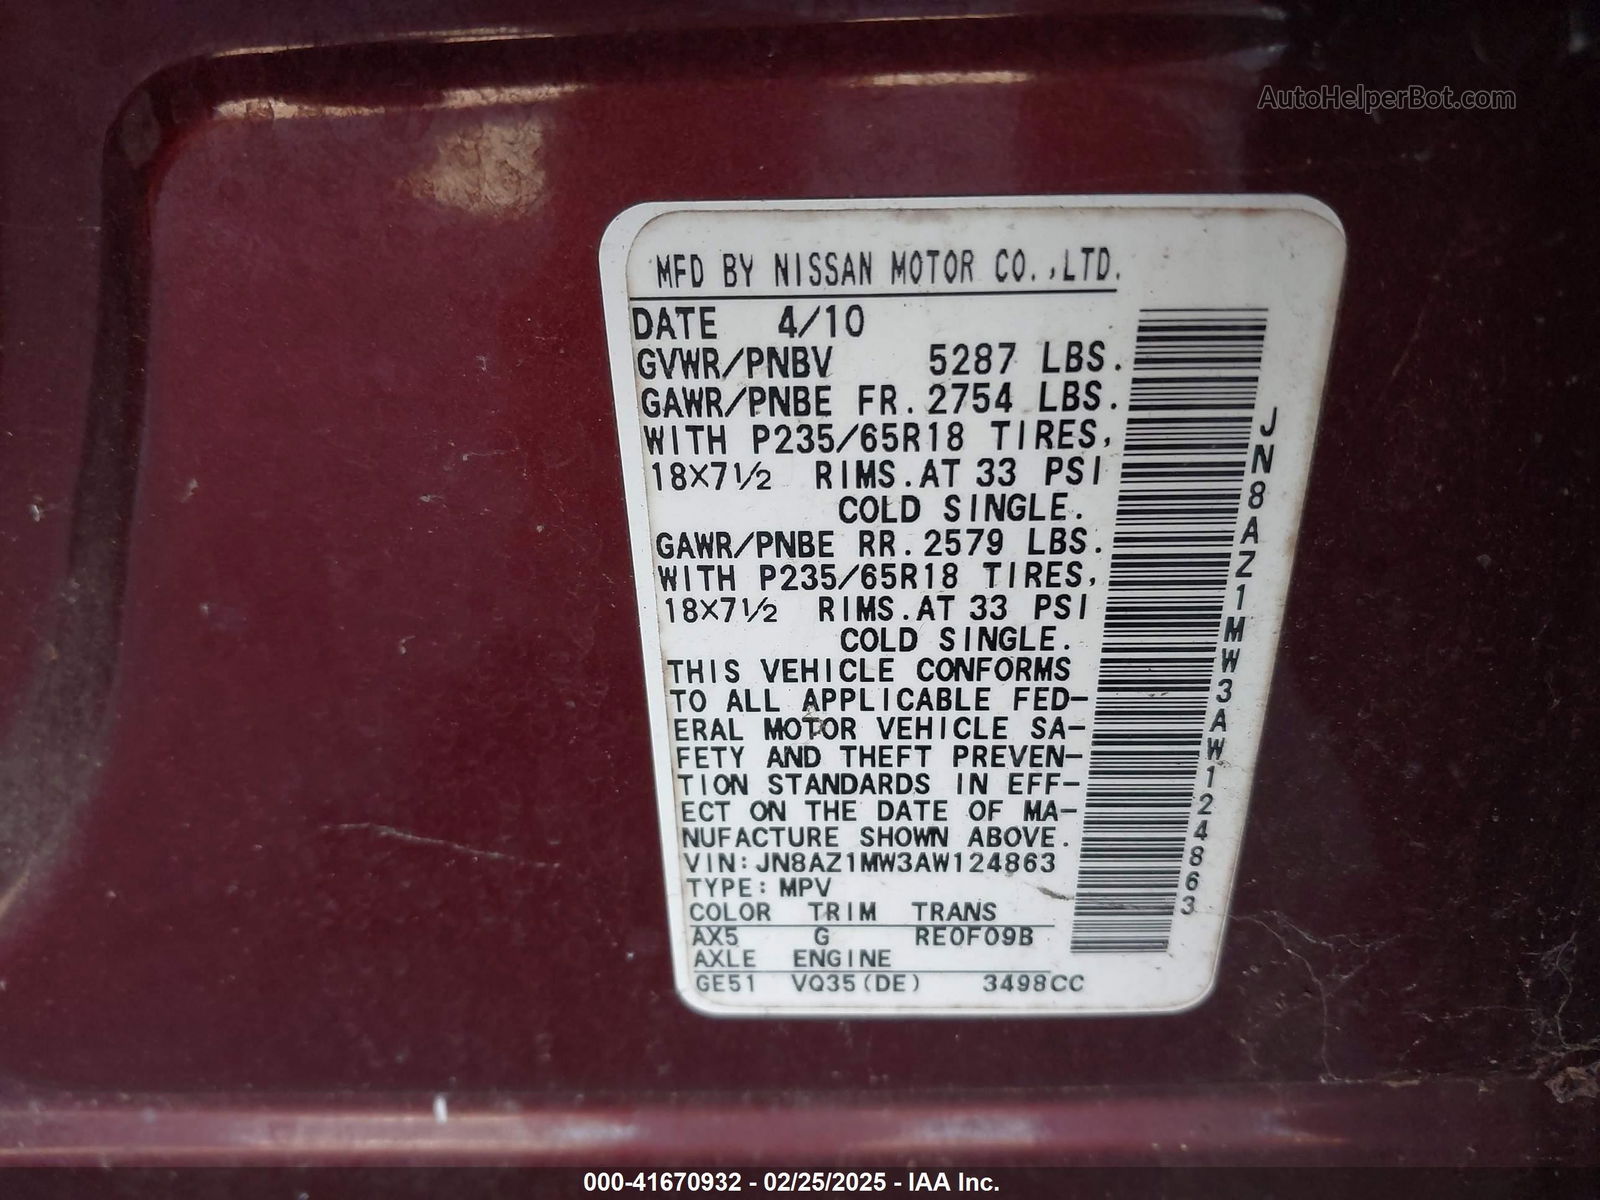 AutoHelperBot.com
MFD BY NISSAN MOTOR CO.,LTD.
DATE 4/10
GVWR/PNBV 5287 LBS.
GAWR/PNBE FR. 2754 LBS.
WITH P235/65R18 TIRES,
18×7½ RIMS. AT 33 PSI
COLD SINGLE.
GAWR/PNBE RR. 2579 LBS.
WITH P235/65R18 TIRES,
18×7½ RIMS. AT 33 PSI
COLD SINGLE.
THIS VEHICLE CONFORMS
TO ALL APPLICABLE FED-
ERAL MOTOR VEHICLE SA-
FETY AND THEFT PREVEN-
TION STANDARDS IN EFF-
ECT ON THE DATE OF MA-
NUFACTURE SHOWN ABOVE.
VIN: JN8AZ1MW3AW124863
TYPE: MPV
COLOR TRIM TRANS
AX5 G RE0F09B
AXLE ENGINE
GE51 VQ35(DE) 3498CC
JN8AZ1MW3AW124863
000-41670932 - 02/25/2025 - IAA Inc.